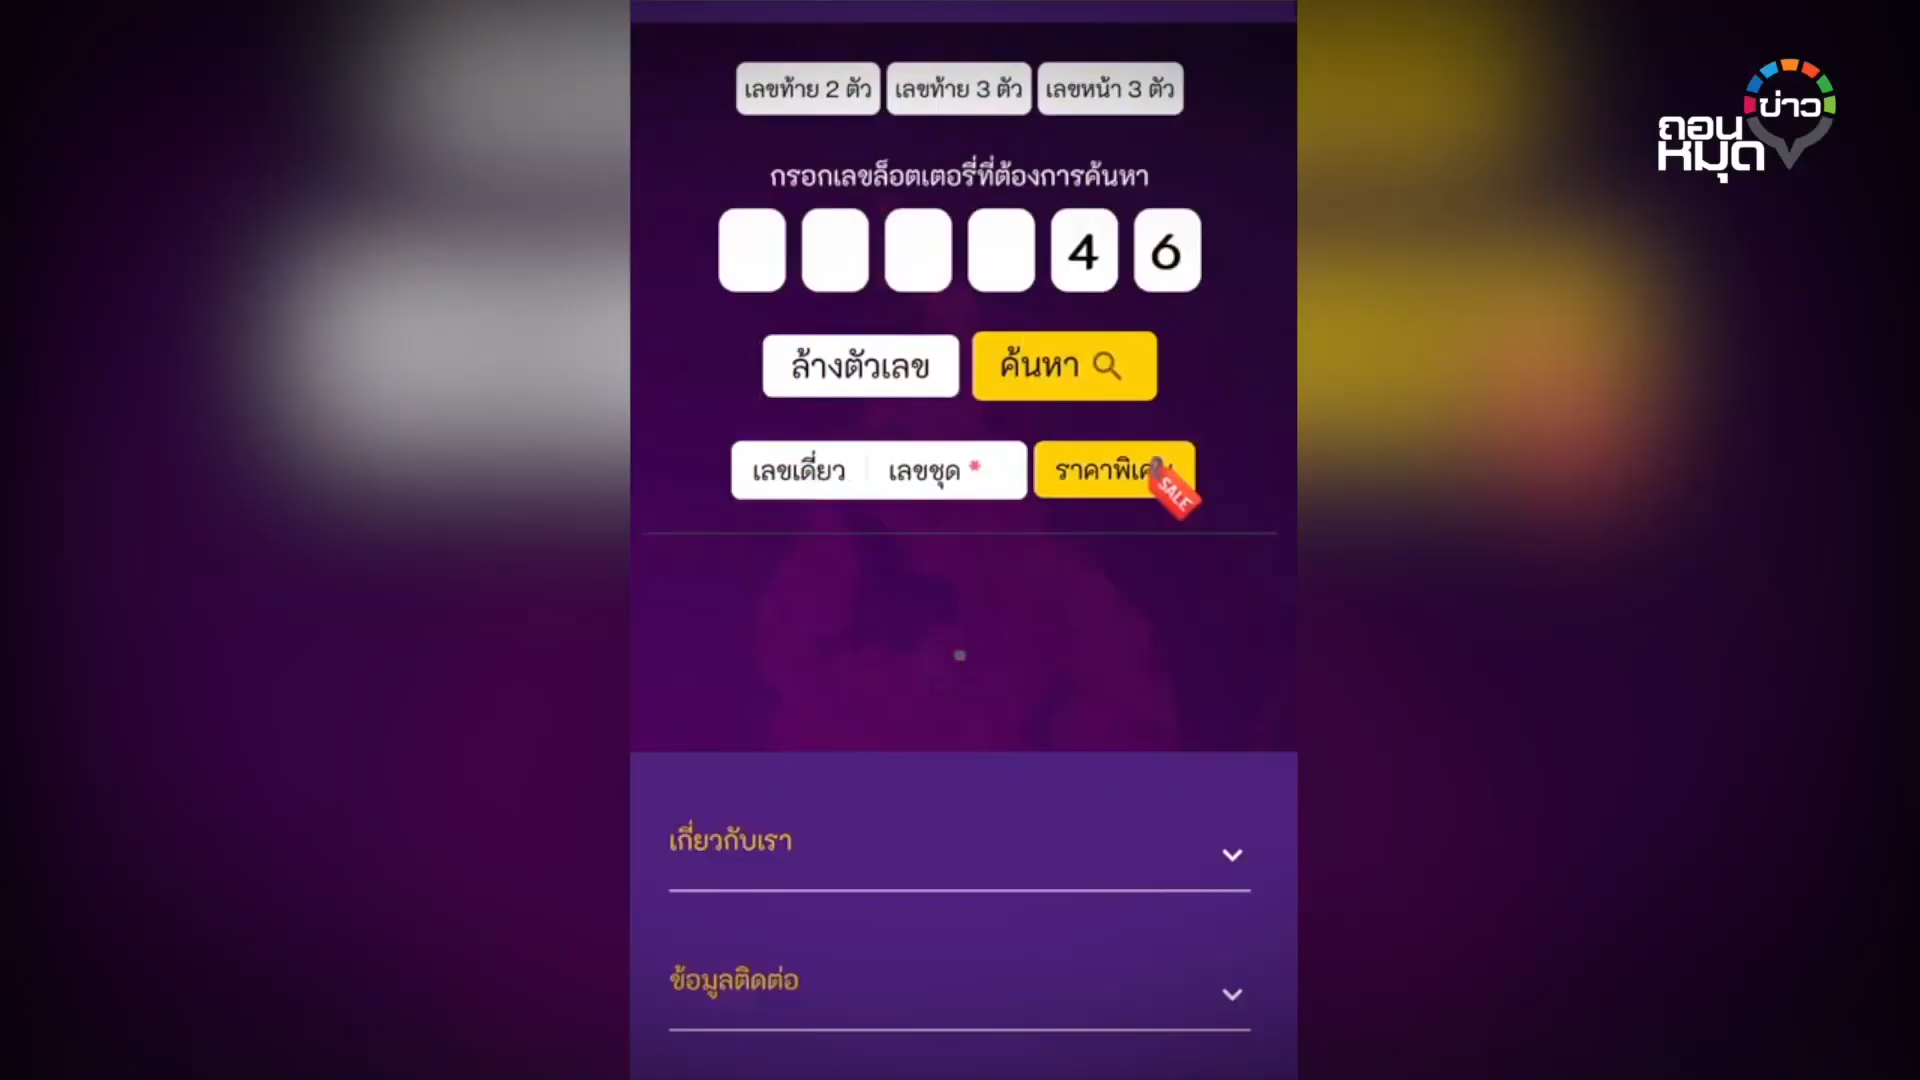 เลขท้าย 2 ตัว เลขท้าย 3 ตัว เลขหน้า 3 ตัว
ถอน
หมุด
ข่าว
กรอกเลขล็อตเตอรี่ที่ต้องการค้นหา
4 6
ล้างตัวเลข ค้นหา
เลขเดี่ยว เลขชุด * SALE
เกี่ยวกับเรา
ข้อมูลติดต่อ